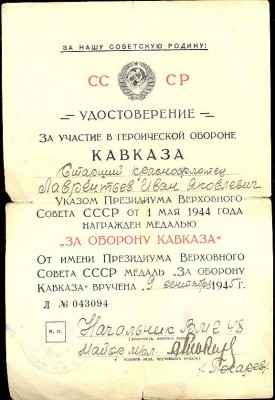 ЗА НАШУ СОВЕТСКУЮ РОДИНУ!
СС СР
УДОСТОВЕРЕНИЕ
ЗА УЧАСТИЕ В ГЕРОИЧЕСКОЙ ОБОРОНЕ
КАВКАЗА
Старший краснофлотец
Лаврентьев Иван Яковлевич
УКАЗОМ ПРЕЗИДИУМА ВЕРХОВНОГО
СОВЕТА СССР ОТ 1 МАЯ 1944 ГОДА
НАГРАЖДЕН МЕДАЛЬЮ
„ЗА ОБОРОНУ КАВКАЗА“
ОТ ИМЕНИ ПРЕЗИДИУМА ВЕРХОВНОГО
СОВЕТА СССР МЕДАЛЬ „ЗА ОБОРОНУ
КАВКАЗА“ ВРУЧЕНА 9 сентября 1945 г.
Л № 043094
М. П.
Начальник
Майор